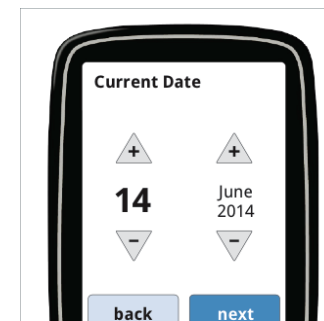 Current Date
+ +
14 June
2014
− −
back next